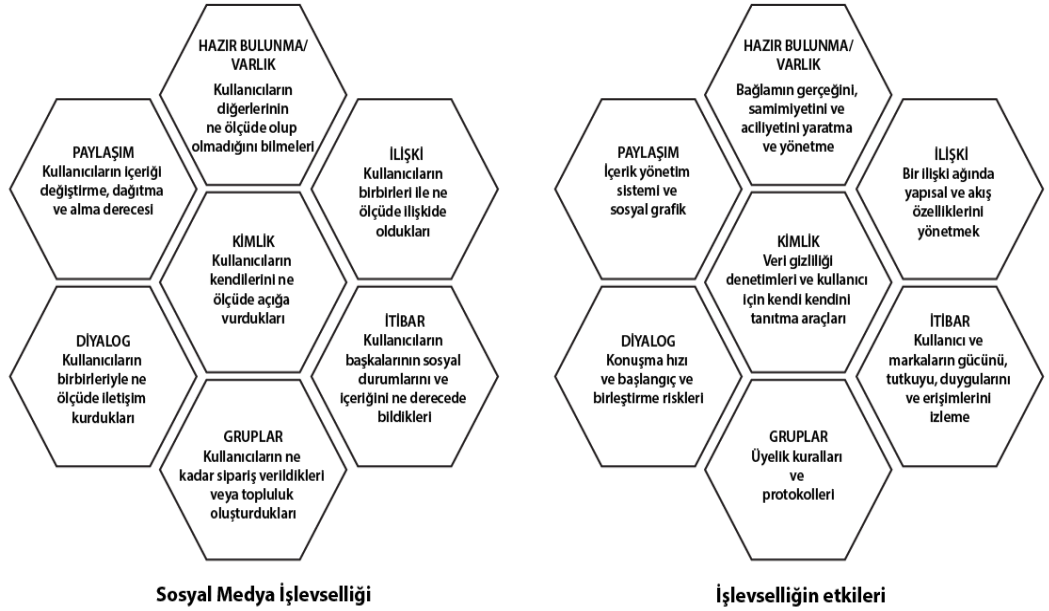 HAZIR BULUNMA/
VARLIK
Kullanıcıların
diğerlerinin
ne ölçüde olup
olmadığını bilmeleri
PAYLAŞIM
Kullanıcıların içeriği
değiştirme, dağıtma
ve alma derecesi
İLİŞKİ
Kullanıcıların
birbirleri ile ne
ölçüde ilişkide
oldukları
KİMLİK
Kullanıcıların
kendilerini ne
ölçüde açığa
vurdukları
DİYALOG
Kullanıcıların
birbirleriyle ne
ölçüde iletişim
kurdukları
İTİBAR
Kullanıcıların
başkalarının sosyal
durumlarını ve
içeriğini ne derecede
bildikleri
GRUPLAR
Kullanıcıların ne
kadar sipariş verildikleri
veya topluluk
oluşturdukları
Sosyal Medya İşlevselliği
HAZIR BULUNMA/
VARLIK
Bağlamın gerçeğini,
samimiyetini ve
aciliyetini yaratma
ve yönetme
PAYLAŞIM
İçerik yönetim
sistemi ve
sosyal grafik
İLİŞKİ
Bir ilişki ağında
yapısal ve akış
özelliklerini
yönetmek
KİMLİK
Veri gizliliği
denetimleri ve kullanıcı
için kendi kendini
tanıtma araçları
DİYALOG
Konuşma hızı
ve başlangıç ve
birleştirme riskleri
İTİBAR
Kullanıcı ve
markaların gücünü,
tutkuyu, duygularını
ve erişimlerini
izleme
GRUPLAR
Üyelik kuralları
ve
protokolleri
İşlevselliğin etkileri